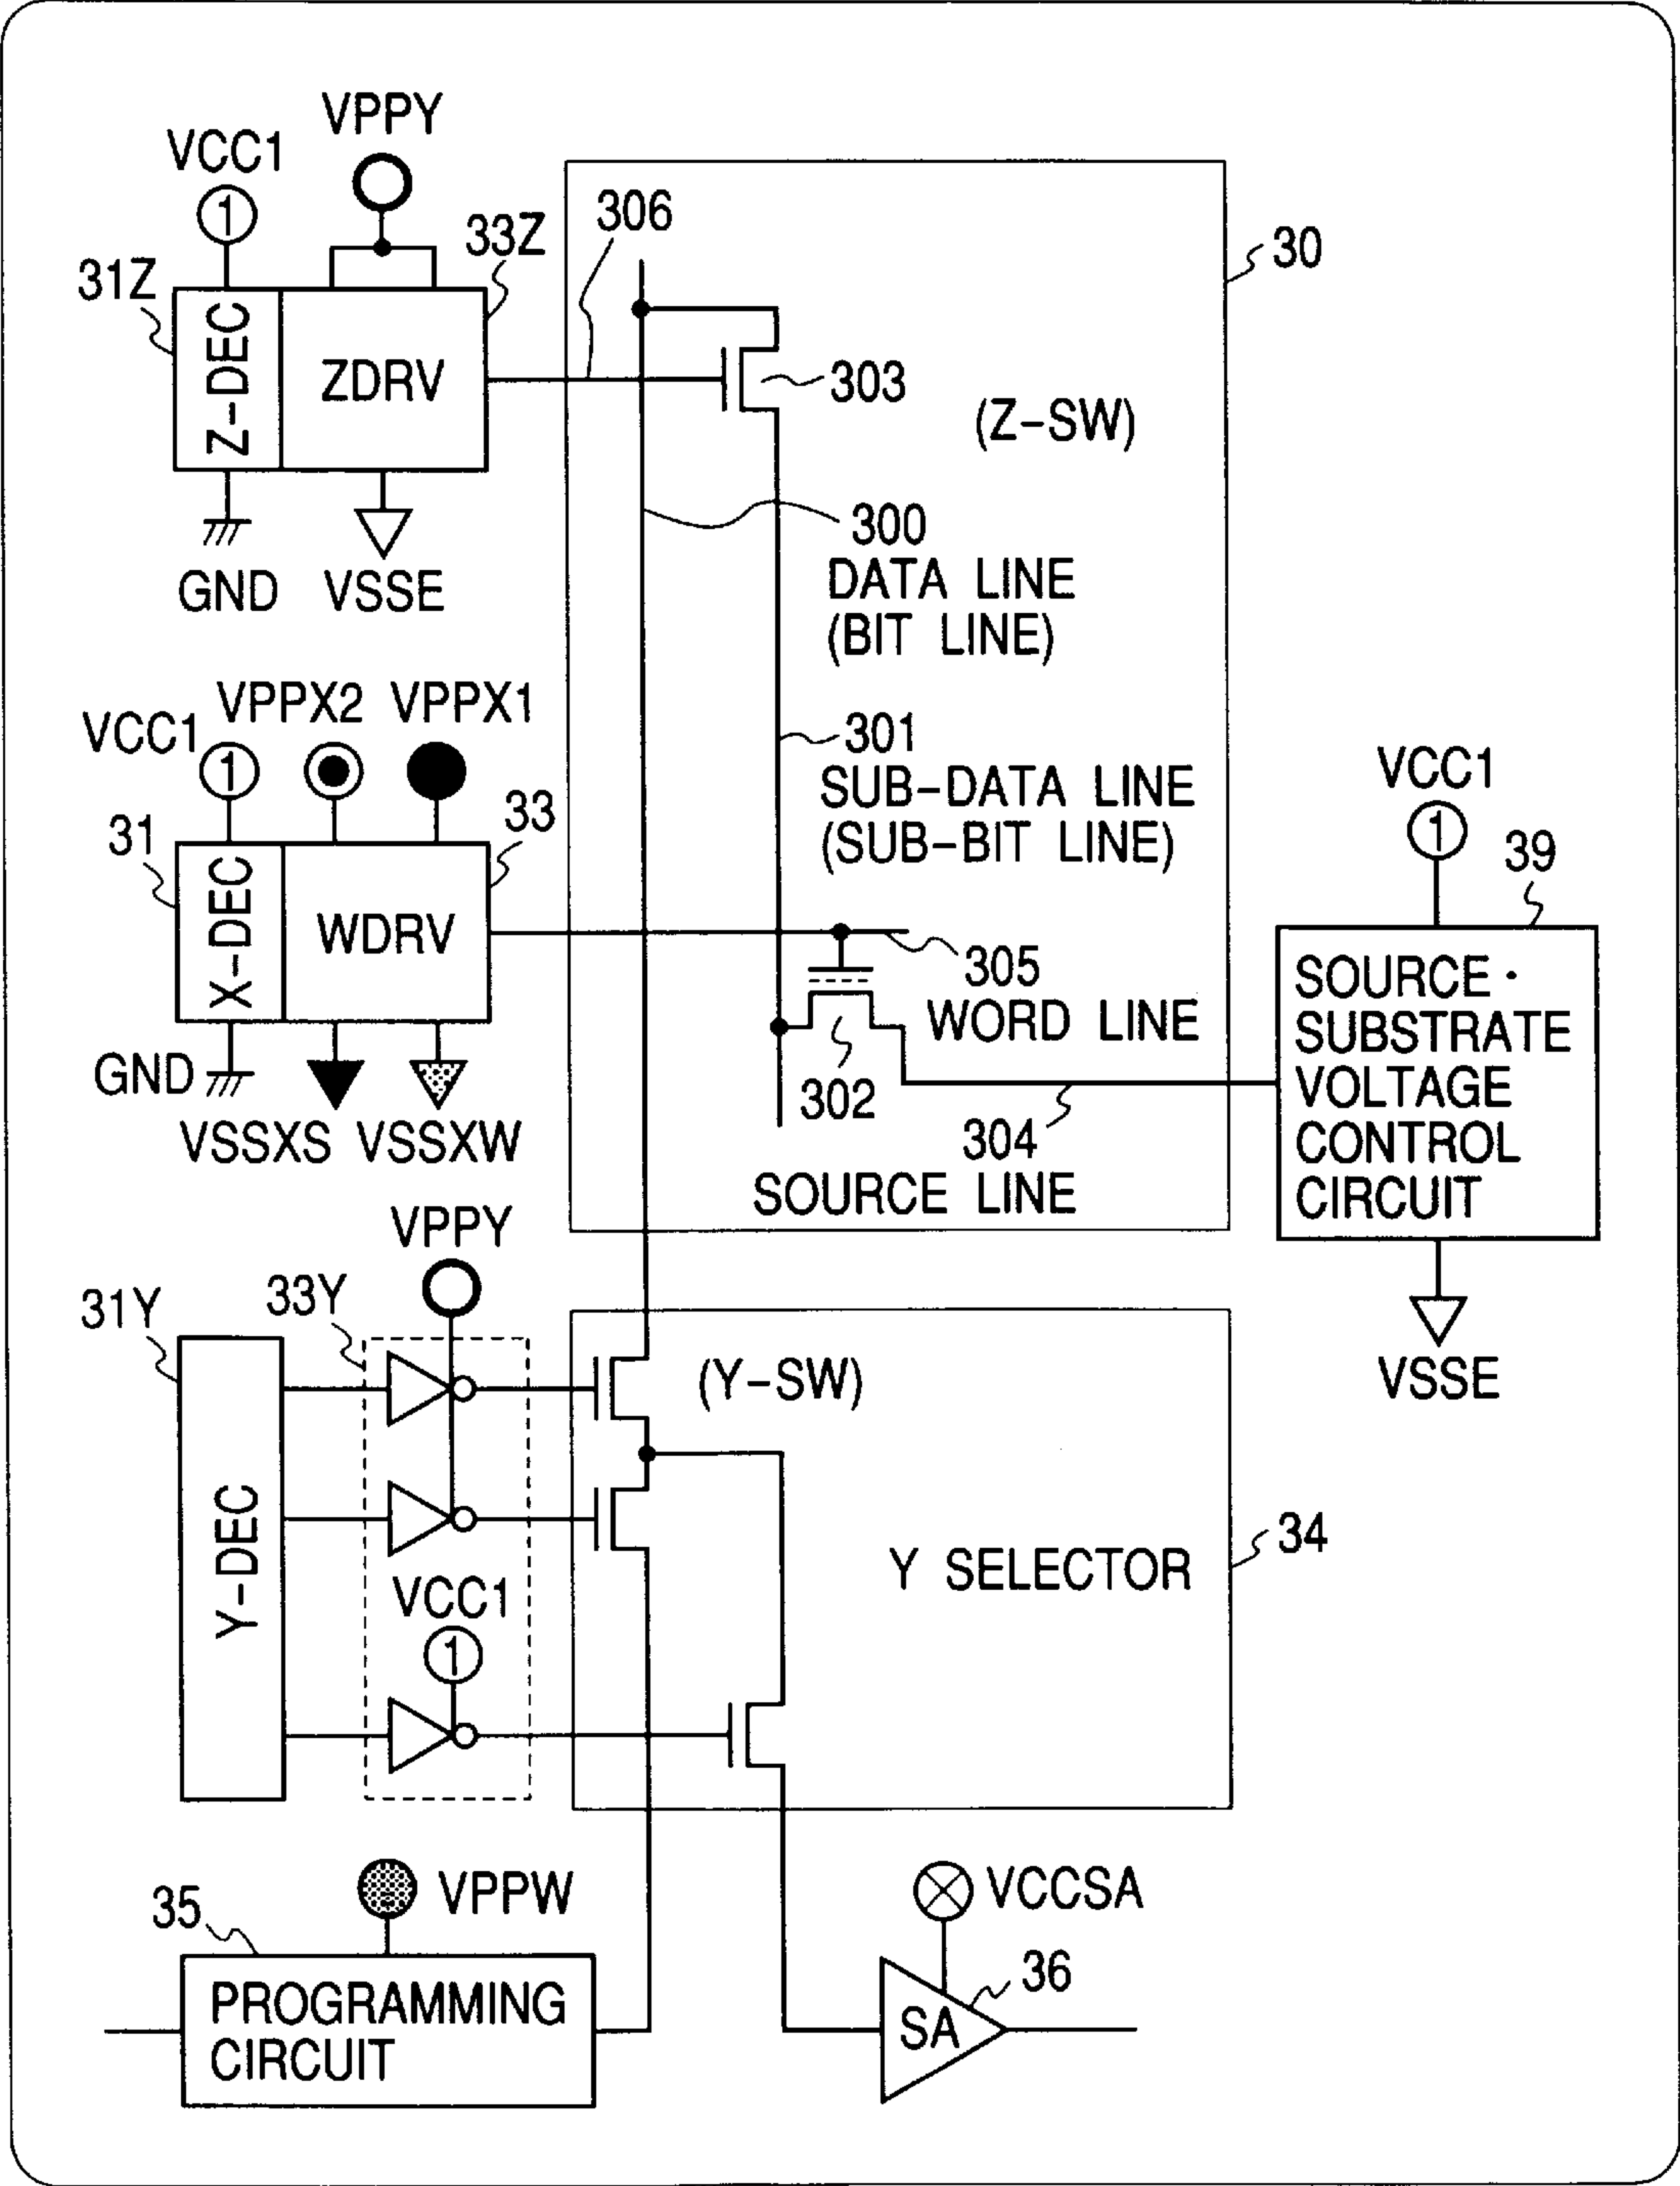 VPPY
VCC1
1
306
33Z
30
31Z
Z-DEC
ZDRV
303
(Z-SW)
300
DATA LINE
(BIT LINE)
GND
VSSE
VPPX2
VPPX1
VCC1
1
301
SUB-DATA LINE
(SUB-BIT LINE)
VCC1
1
33
31
39
X-DEC
WDRV
305
WORD LINE
SOURCE·
SUBSTRATE
VOLTAGE
CONTROL
CIRCUIT
GND
302
304
VSSXS
VSSXW
SOURCE LINE
VPPY
33Y
31Y
(Y-SW)
VSSE
Y-DEC
34
Y SELECTOR
VCC1
1
VPPW
VCCSA
35
36
PROGRAMMING
CIRCUIT
SA